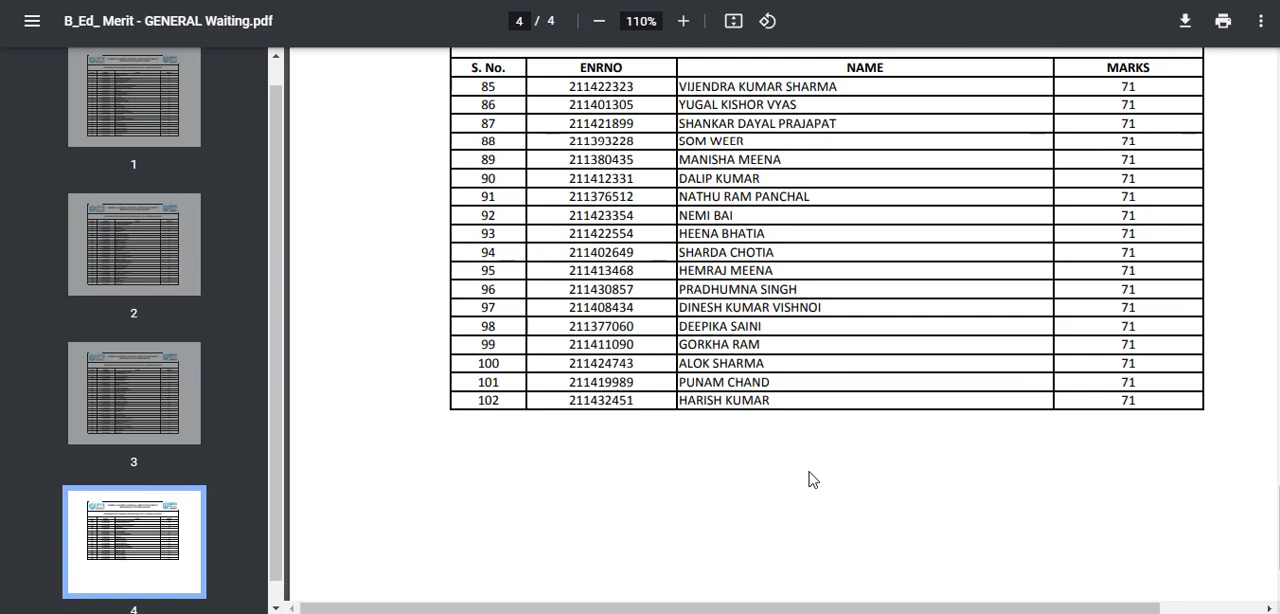 B_Ed_ Merit - GENERAL Waiting.pdf 4 / 4 110%
S. No. ENRNO NAME MARKS
85 211422323 VIJENDRA KUMAR SHARMA 71
86 211401305 YUGAL KISHOR VYAS 71
87 211421899 SHANKAR DAYAL PRAJAPAT 71
88 211393228 SOM WEER 71
89 211380435 MANISHA MEENA 71
90 211412331 DALIP KUMAR 71
91 211376512 NATHU RAM PANCHAL 71
92 211423354 NEMI BAI 71
93 211422554 HEENA BHATIA 71
94 211402649 SHARDA CHOTIA 71
95 211413468 HEMRAJ MEENA 71
96 211430857 PRADHUMNA SINGH 71
97 211408434 DINESH KUMAR VISHNOI 71
98 211377060 DEEPIKA SAINI 71
99 211411090 GORKHA RAM 71
100 211424743 ALOK SHARMA 71
101 211419989 PUNAM CHAND 71
102 211432451 HARISH KUMAR 71
1
2
3
4